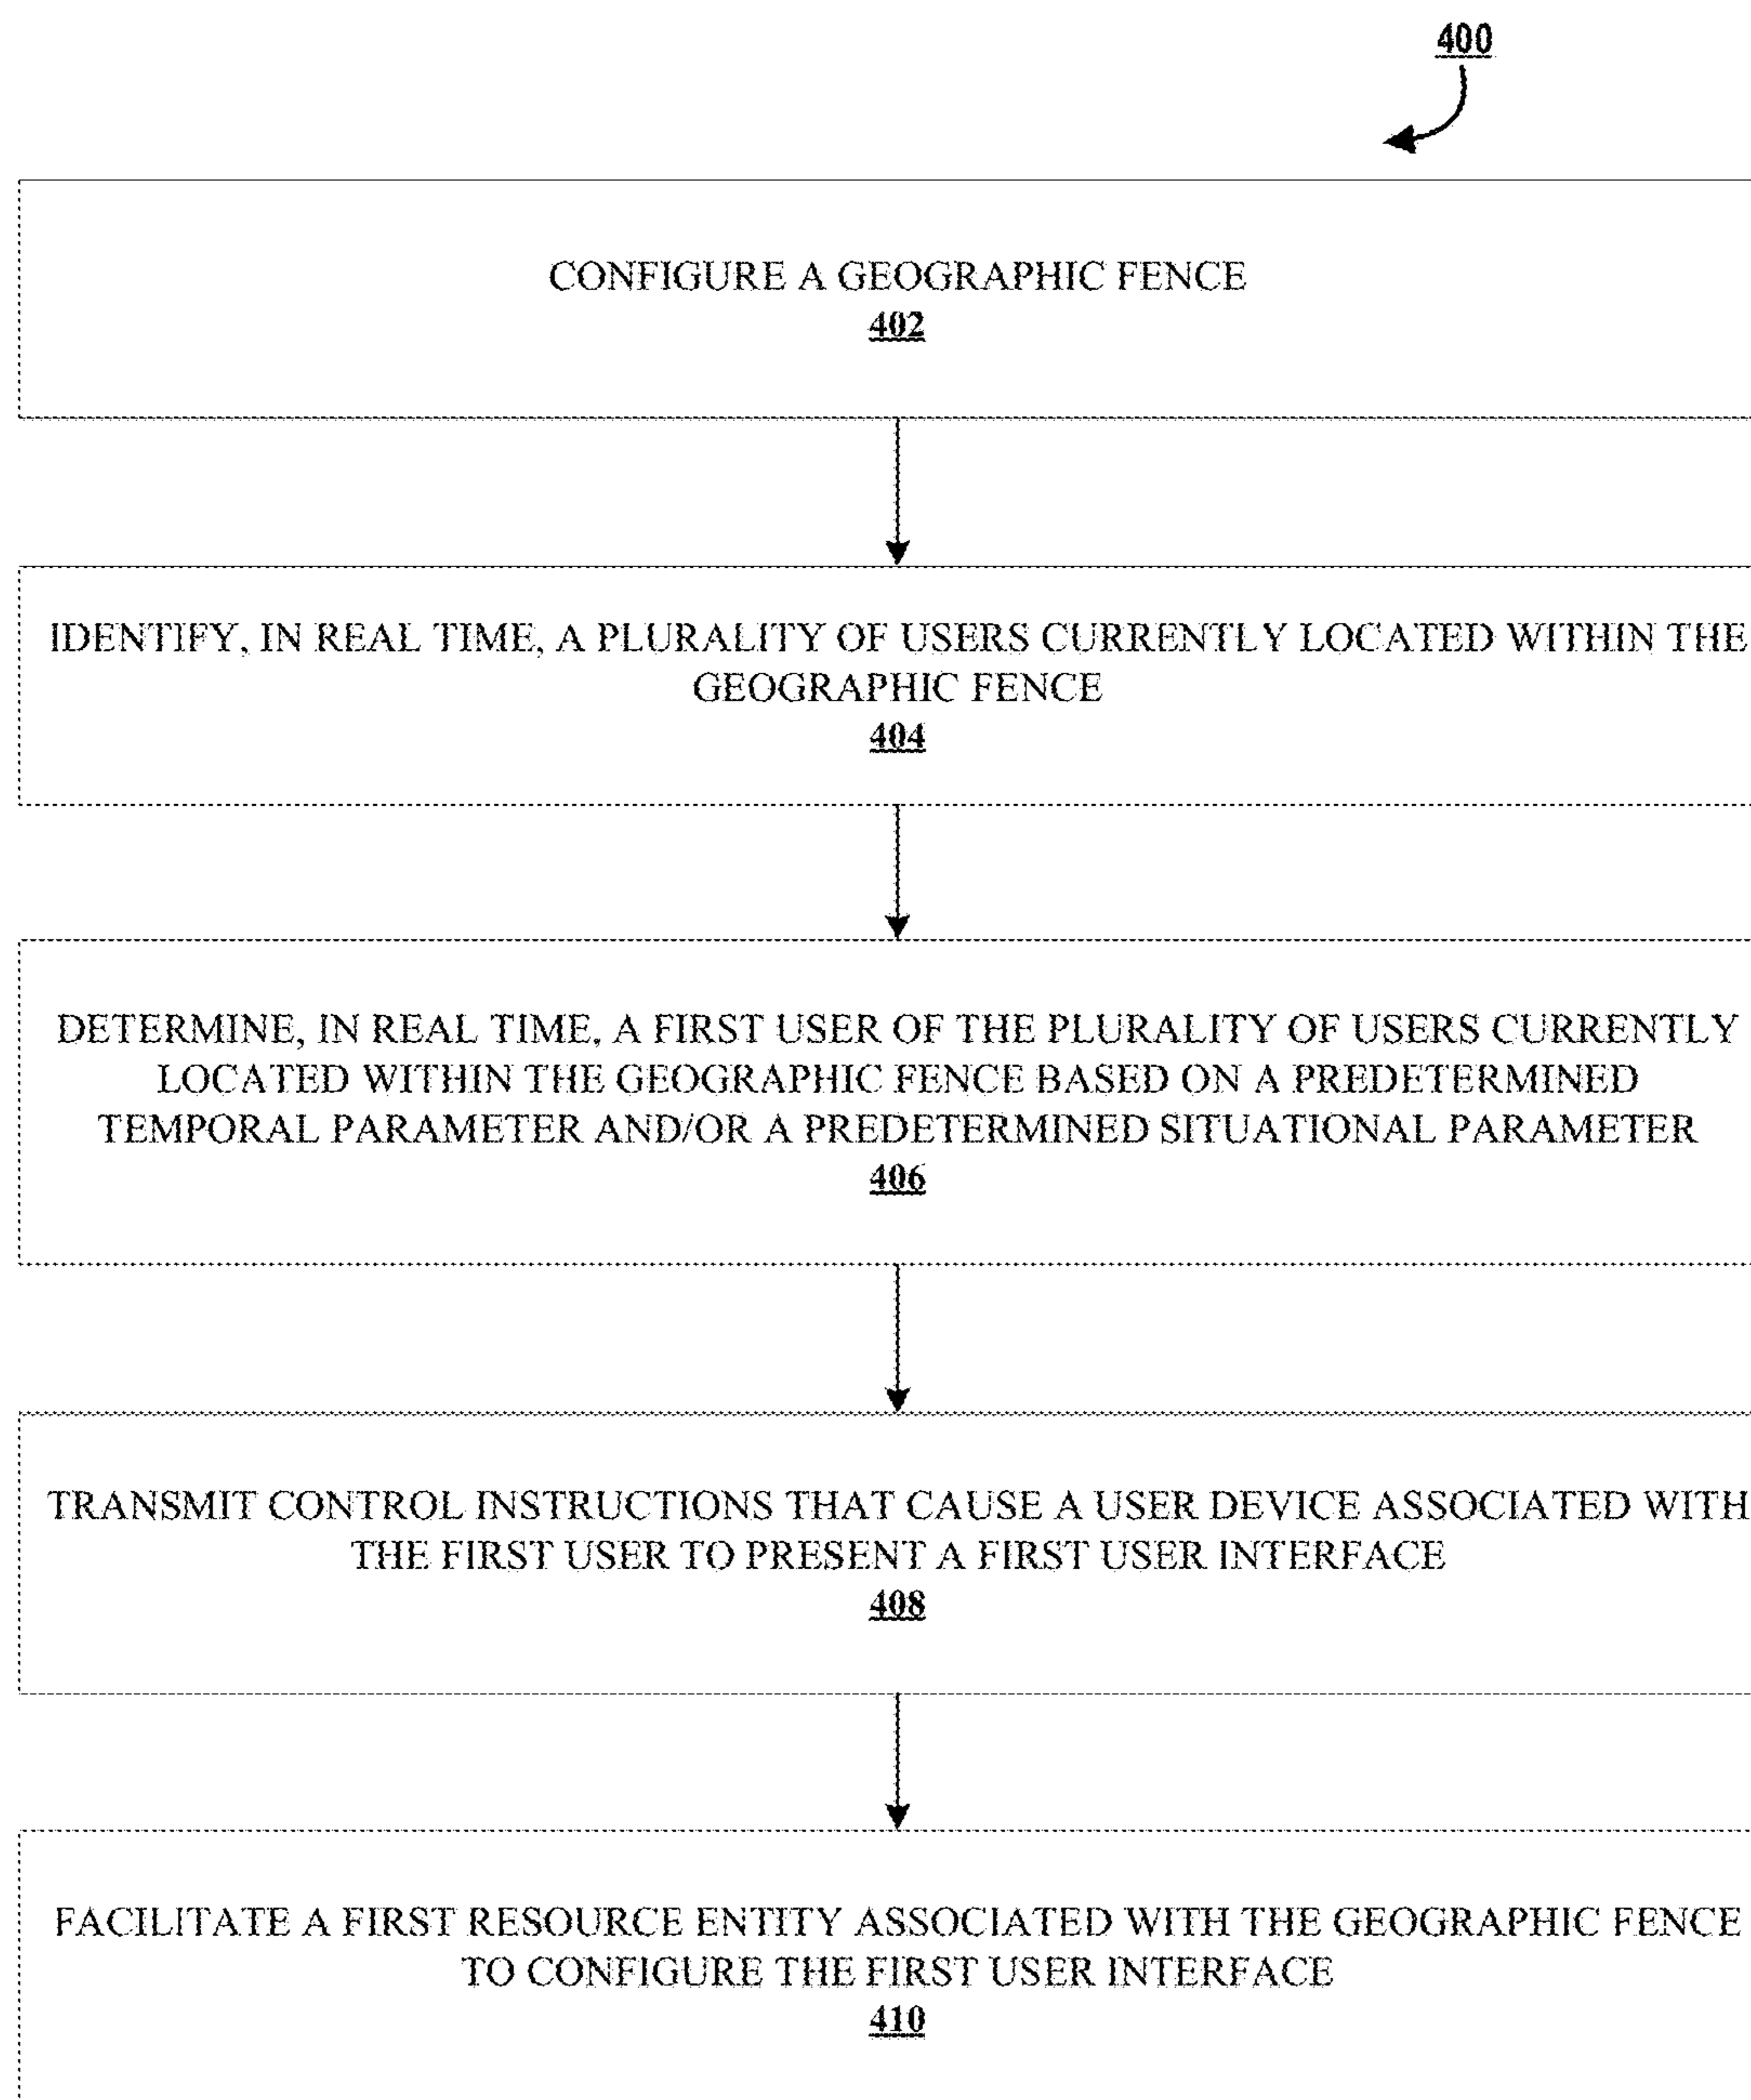 400
CONFIGURE A GEOGRAPHIC FENCE
402
IDENTIFY, IN REAL TIME, A PLURALITY OF USERS CURRENTLY LOCATED WITHIN THE
GEOGRAPHIC FENCE
404
DETERMINE, IN REAL TIME, A FIRST USER OF THE PLURALITY OF USERS CURRENTLY
LOCATED WITHIN THE GEOGRAPHIC FENCE BASED ON A PREDETERMINED
TEMPORAL PARAMETER AND/OR A PREDETERMINED SITUATIONAL PARAMETER
406
TRANSMIT CONTROL INSTRUCTIONS THAT CAUSE A USER DEVICE ASSOCIATED WITH
THE FIRST USER TO PRESENT A FIRST USER INTERFACE
408
FACILITATE A FIRST RESOURCE ENTITY ASSOCIATED WITH THE GEOGRAPHIC FENCE
TO CONFIGURE THE FIRST USER INTERFACE
410